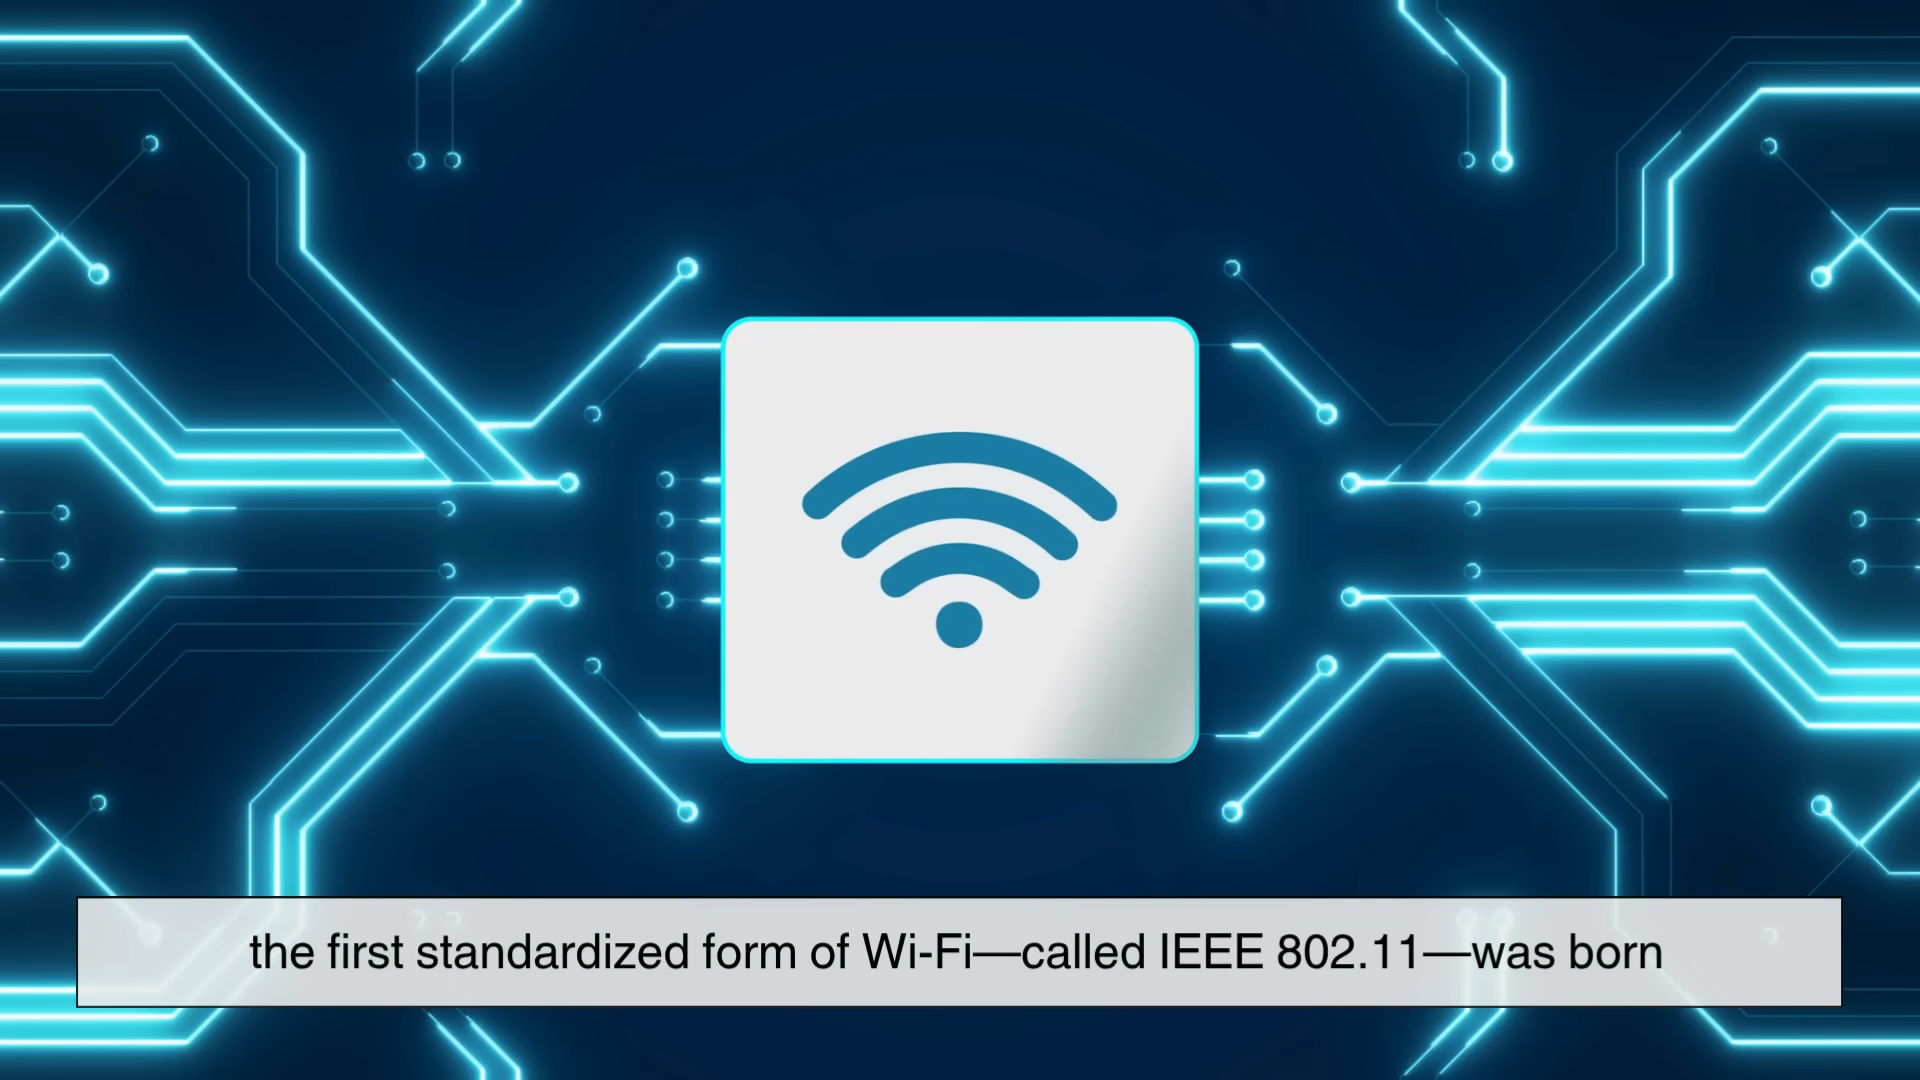 the first standardized form of Wi-Fi—called IEEE 802.11—was born